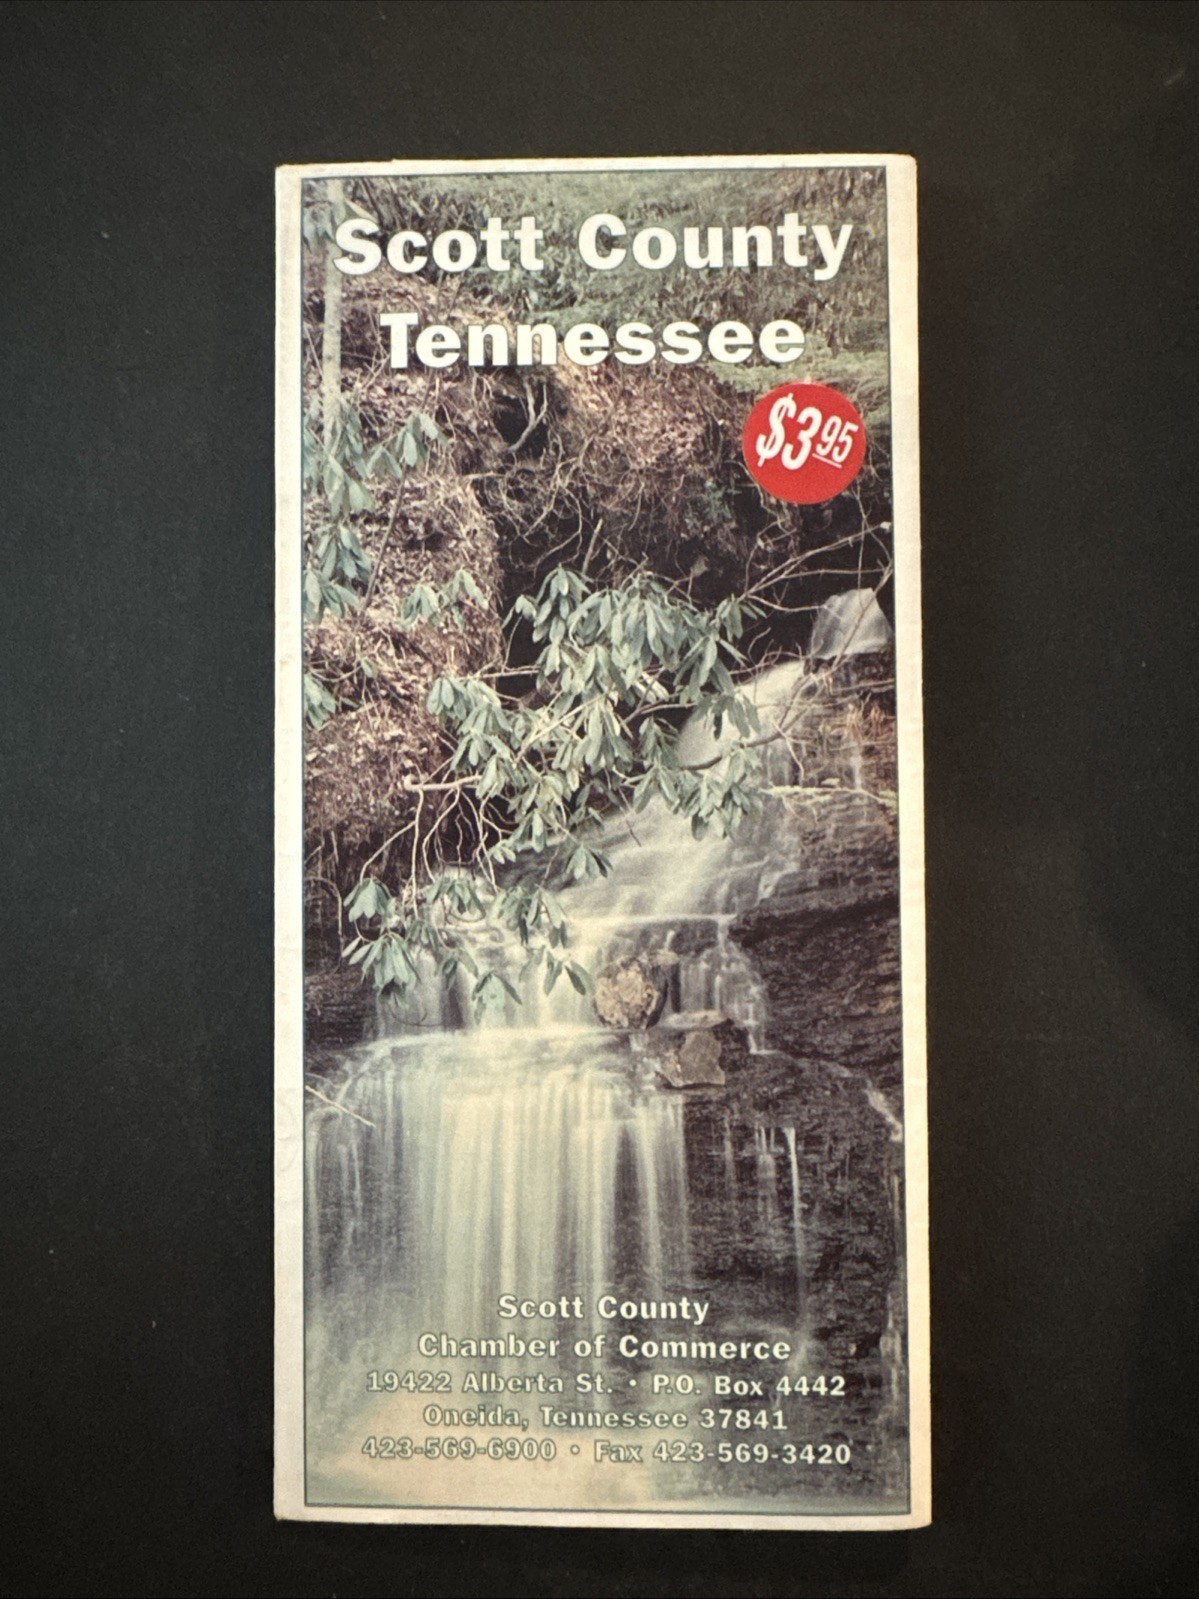 Scott County
Tennessee
$3.95
Scott County
Chamber of Commerce
19422 Alberta St. • P.O. Box 4442
Oneida, Tennessee 37841
423-569-6900 • Fax 423-569-3420